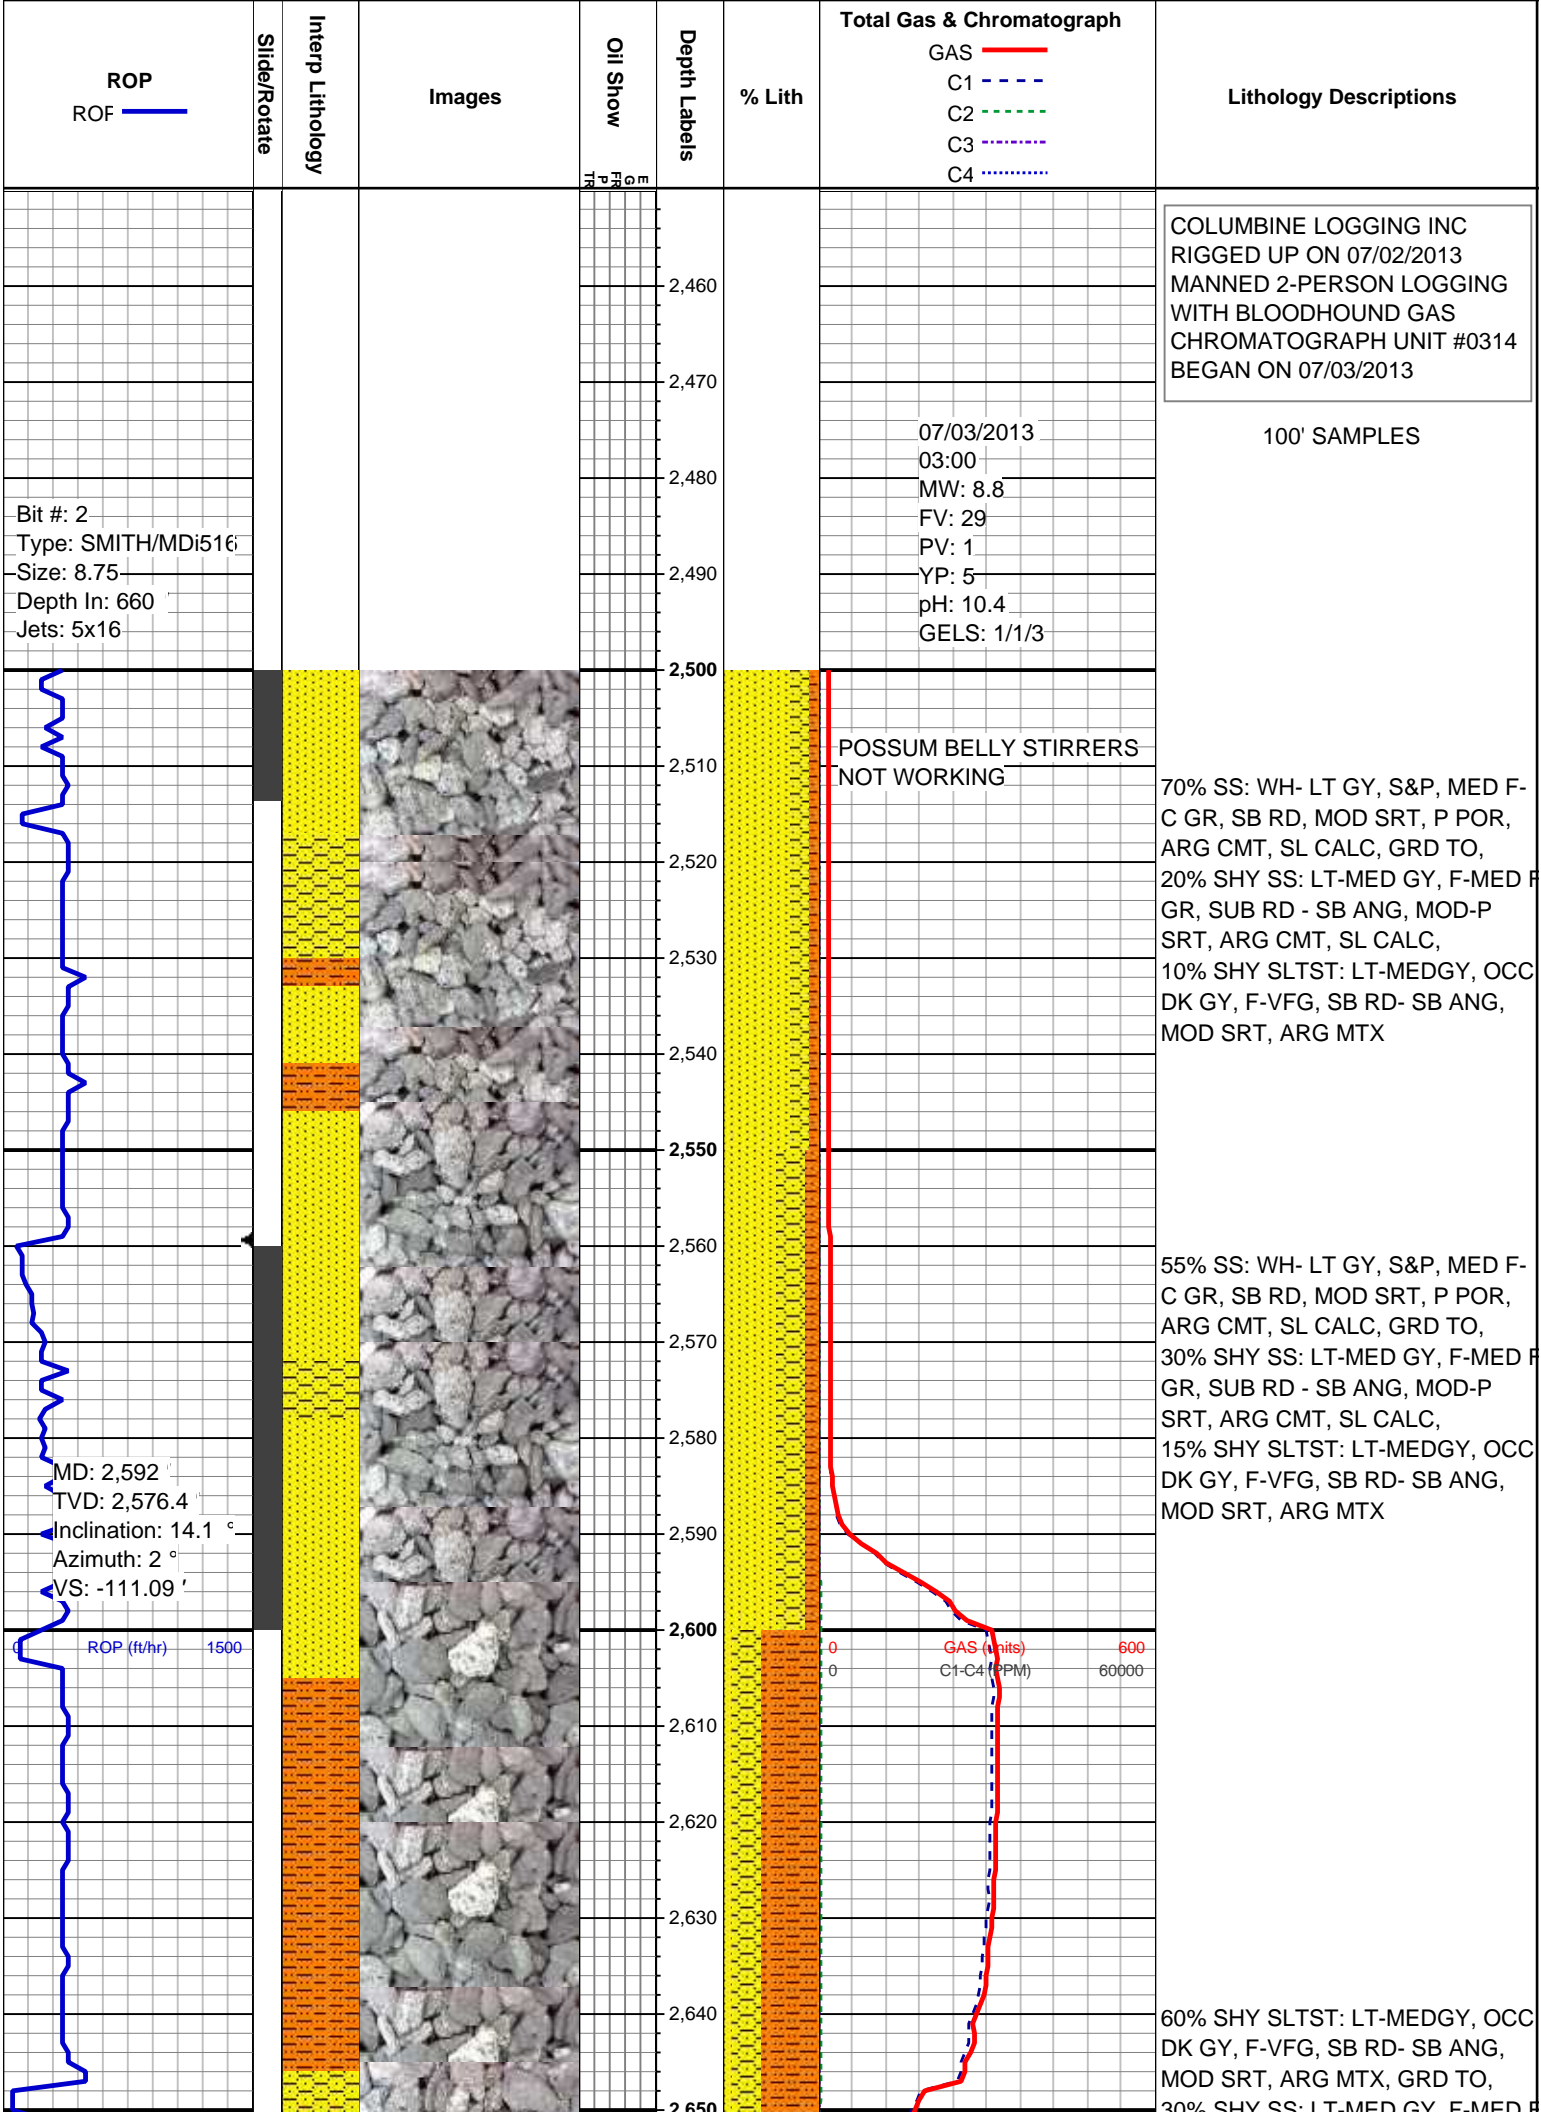 ROP
ROP
Slide/Rotate
Interp Lithology
Images
Oil Show
TR P FR G E
Depth Labels
% Lith
Total Gas & Chromatograph
GAS
C1
C2
C3
C4
Lithology Descriptions
COLUMBINE LOGGING INC
RIGGED UP ON 07/02/2013
MANNED 2-PERSON LOGGING
WITH BLOODHOUND GAS
CHROMATOGRAPH UNIT #0314
BEGAN ON 07/03/2013
100' SAMPLES
07/03/2013
03:00
MW: 8.8
FV: 29
PV: 1
YP: 5
pH: 10.4
GELS: 1/1/3
Bit #: 2
Type: SMITH/MDi516
Size: 8.75
Depth In: 660 '
Jets: 5x16
2,460
2,470
2,480
2,490
2,500
2,510
2,520
2,530
2,540
2,550
2,560
2,570
2,580
2,590
2,600
2,610
2,620
2,630
2,640
2,650
POSSUM BELLY STIRRERS
NOT WORKING
70% SS: WH- LT GY, S&P, MED F-
C GR, SB RD, MOD SRT, P POR,
ARG CMT, SL CALC, GRD TO,
20% SHY SS: LT-MED GY, F-MED F
GR, SUB RD - SB ANG, MOD-P
SRT, ARG CMT, SL CALC,
10% SHY SLTST: LT-MEDGY, OCC
DK GY, F-VFG, SB RD- SB ANG,
MOD SRT, ARG MTX
55% SS: WH- LT GY, S&P, MED F-
C GR, SB RD, MOD SRT, P POR,
ARG CMT, SL CALC, GRD TO,
30% SHY SS: LT-MED GY, F-MED F
GR, SUB RD - SB ANG, MOD-P
SRT, ARG CMT, SL CALC,
15% SHY SLTST: LT-MEDGY, OCC
DK GY, F-VFG, SB RD- SB ANG,
MOD SRT, ARG MTX
MD: 2,592 '
TVD: 2,576.4 '
Inclination: 14.1 °
Azimuth: 2 °
VS: -111.09 '
0 ROP (ft/hr) 1500
0 GAS (units) 600
0 C1-C4 (PPM) 60000
60% SHY SLTST: LT-MEDGY, OCC
DK GY, F-VFG, SB RD- SB ANG,
MOD SRT, ARG MTX, GRD TO,
30% SHY SS: LT-MED GY, F-MED F